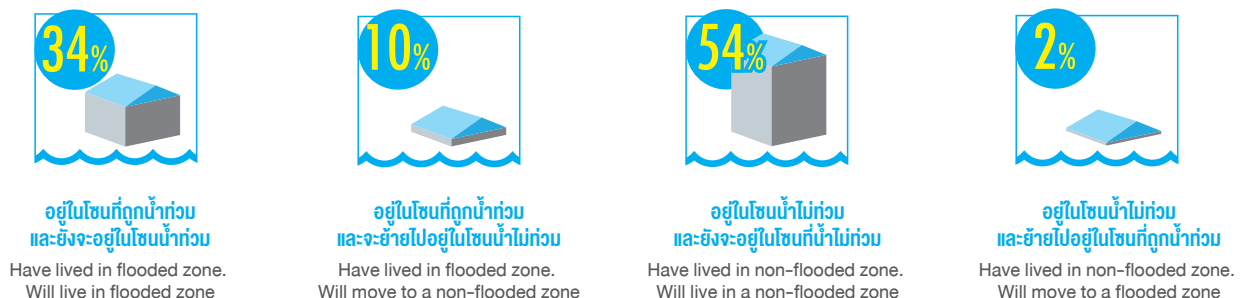 34%
อยู่ในโซนที่ถูกน้ำท่วม
และยังจะอยู่ในโซนน้ำท่วม
Have lived in flooded zone.
Will live in flooded zone
10%
อยู่ในโซนที่ถูกน้ำท่วม
และจะย้ายไปอยู่ในโซนน้ำไม่ท่วม
Have lived in flooded zone.
Will move to a non-flooded zone
54%
อยู่ในโซนน้ำไม่ท่วม
และยังจะอยู่ในโซนที่น้ำไม่ท่วม
Have lived in non-flooded zone.
Will live in a non-flooded zone
2%
อยู่ในโซนน้ำไม่ท่วม
และย้ายไปอยู่ในโซนที่ถูกน้ำท่วม
Have lived in non-flooded zone.
Will move to a flooded zone